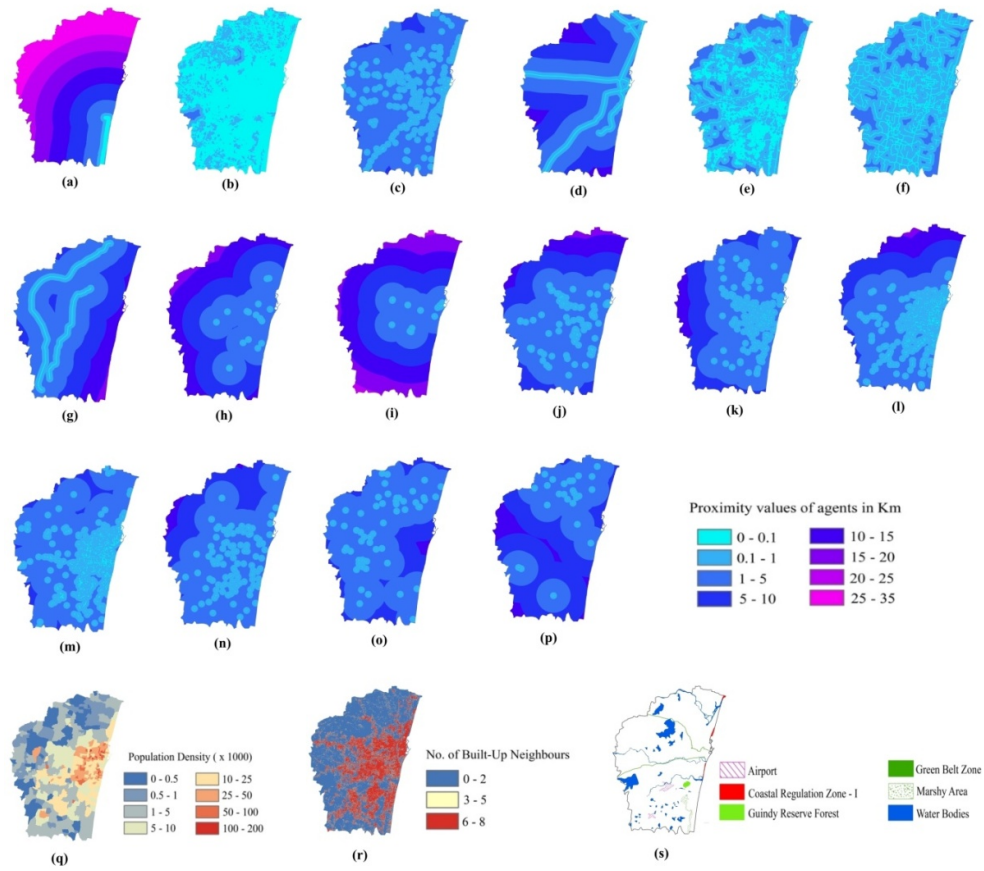 (a)
(b)
(c)
(d)
(e)
(f)
(g)
(h)
(i)
(j)
(k)
(l)
(m)
(n)
(o)
(p)
Proximity values of agents in Km
0 - 0.1
10 - 15
0.1 - 1
15 - 20
1 - 5
20 - 25
5 - 10
25 - 35
Population Density ( x 1000)
0 - 0.5
10 - 25
0.5 - 1
25 - 50
1 - 5
50 - 100
5 - 10
100 - 200
(q)
No. of Built-Up Neighbours
0 - 2
3 - 5
6 - 8
(r)
Airport
Green Belt Zone
Coastal Regulation Zone - I
Marshy Area
Guindy Reserve Forest
Water Bodies
(s)